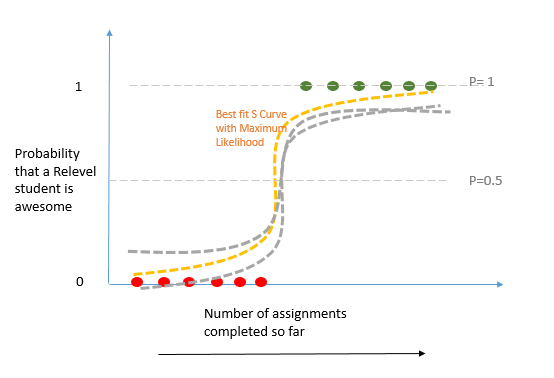 1
P= 1
Best fit S Curve
with Maximum
Likelihood
Probability
that a Relevel
student is
awesome
P=0.5
0
Number of assignments
completed so far